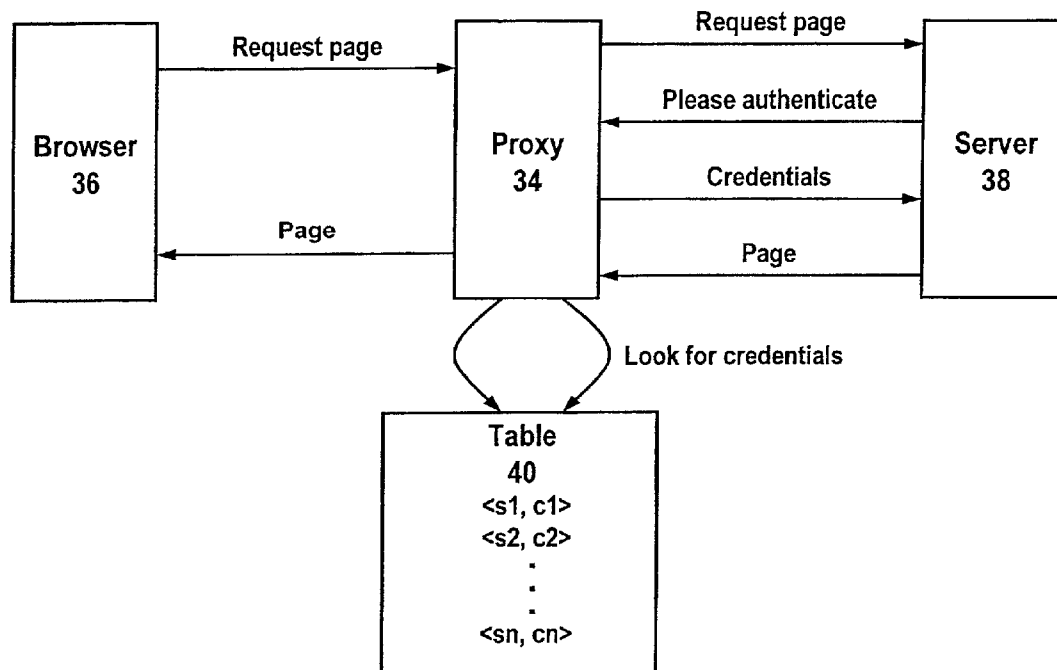 Request page
Request page
Please authenticate
Browser
36
Proxy
34
Server
38
Credentials
Page
Page
Look for credentials
Table
40
<s1, c1>
<s2, c2>
.
.
.
<sn, cn>